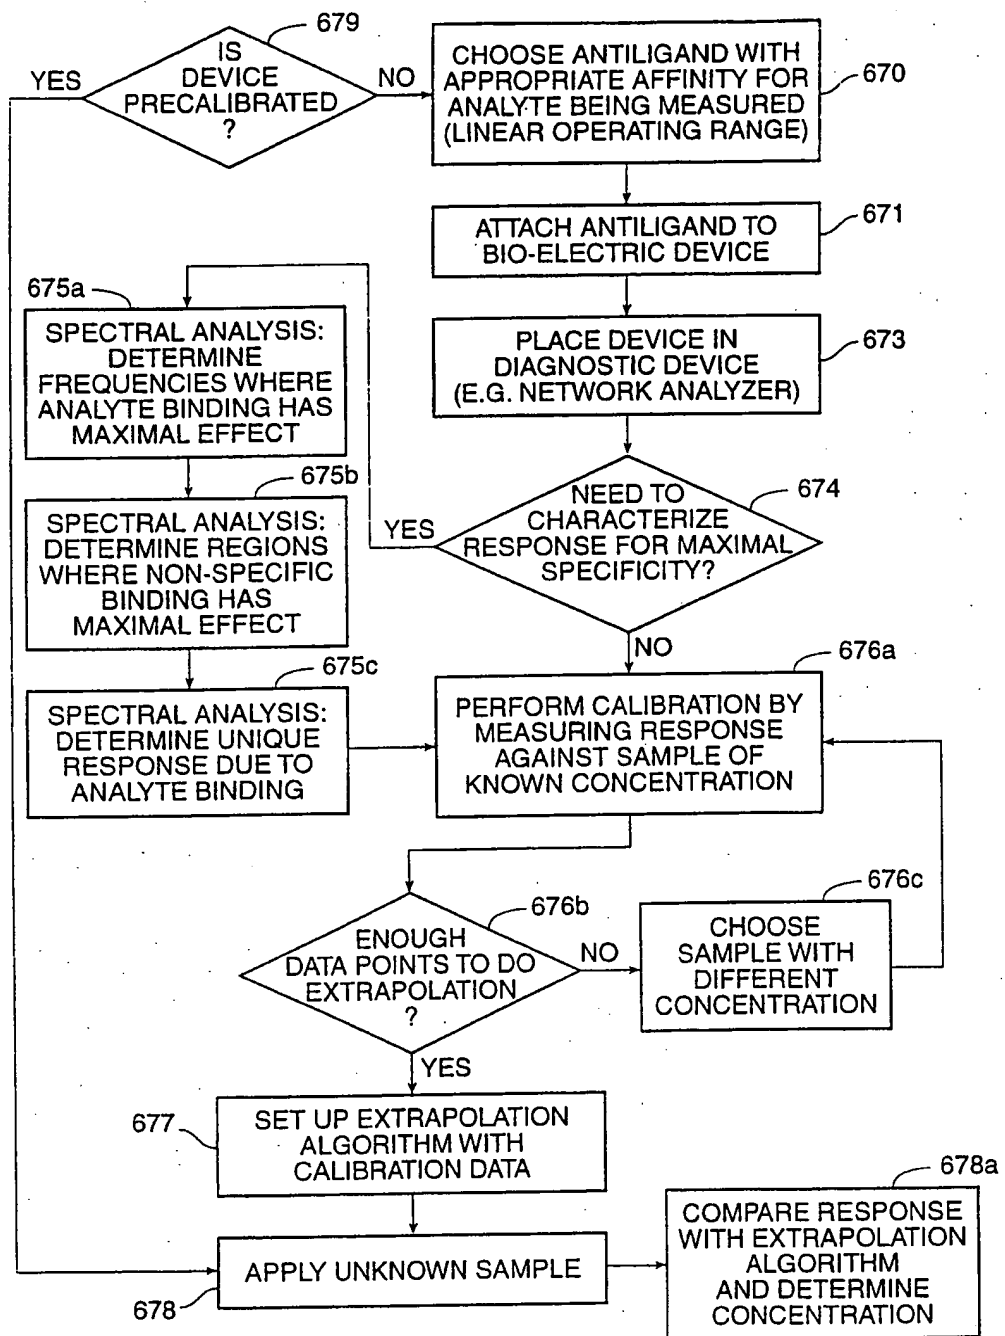 679
IS
DEVICE
PRECALIBRATED
?
YES
NO
CHOOSE ANTILIGAND WITH
APPROPRIATE AFFINITY FOR
ANALYTE BEING MEASURED
(LINEAR OPERATING RANGE)
670
ATTACH ANTILIGAND TO
BIO-ELECTRIC DEVICE
671
PLACE DEVICE IN
DIAGNOSTIC DEVICE
(E.G. NETWORK ANALYZER)
673
675a
SPECTRAL ANALYSIS:
DETERMINE
FREQUENCIES WHERE
ANALYTE BINDING HAS
MAXIMAL EFFECT
675b
SPECTRAL ANALYSIS:
DETERMINE REGIONS
WHERE NON-SPECIFIC
BINDING HAS
MAXIMAL EFFECT
675c
SPECTRAL ANALYSIS:
DETERMINE UNIQUE
RESPONSE DUE TO
ANALYTE BINDING
674
NEED TO
CHARACTERIZE
RESPONSE FOR MAXIMAL
SPECIFICITY?
YES
NO
676a
PERFORM CALIBRATION BY
MEASURING RESPONSE
AGAINST SAMPLE OF
KNOWN CONCENTRATION
676b
ENOUGH
DATA POINTS TO DO
EXTRAPOLATION
?
NO
YES
676c
CHOOSE
SAMPLE WITH
DIFFERENT
CONCENTRATION
677
SET UP EXTRAPOLATION
ALGORITHM WITH
CALIBRATION DATA
APPLY UNKNOWN SAMPLE
678
678a
COMPARE RESPONSE
WITH EXTRAPOLATION
ALGORITHM
AND DETERMINE
CONCENTRATION